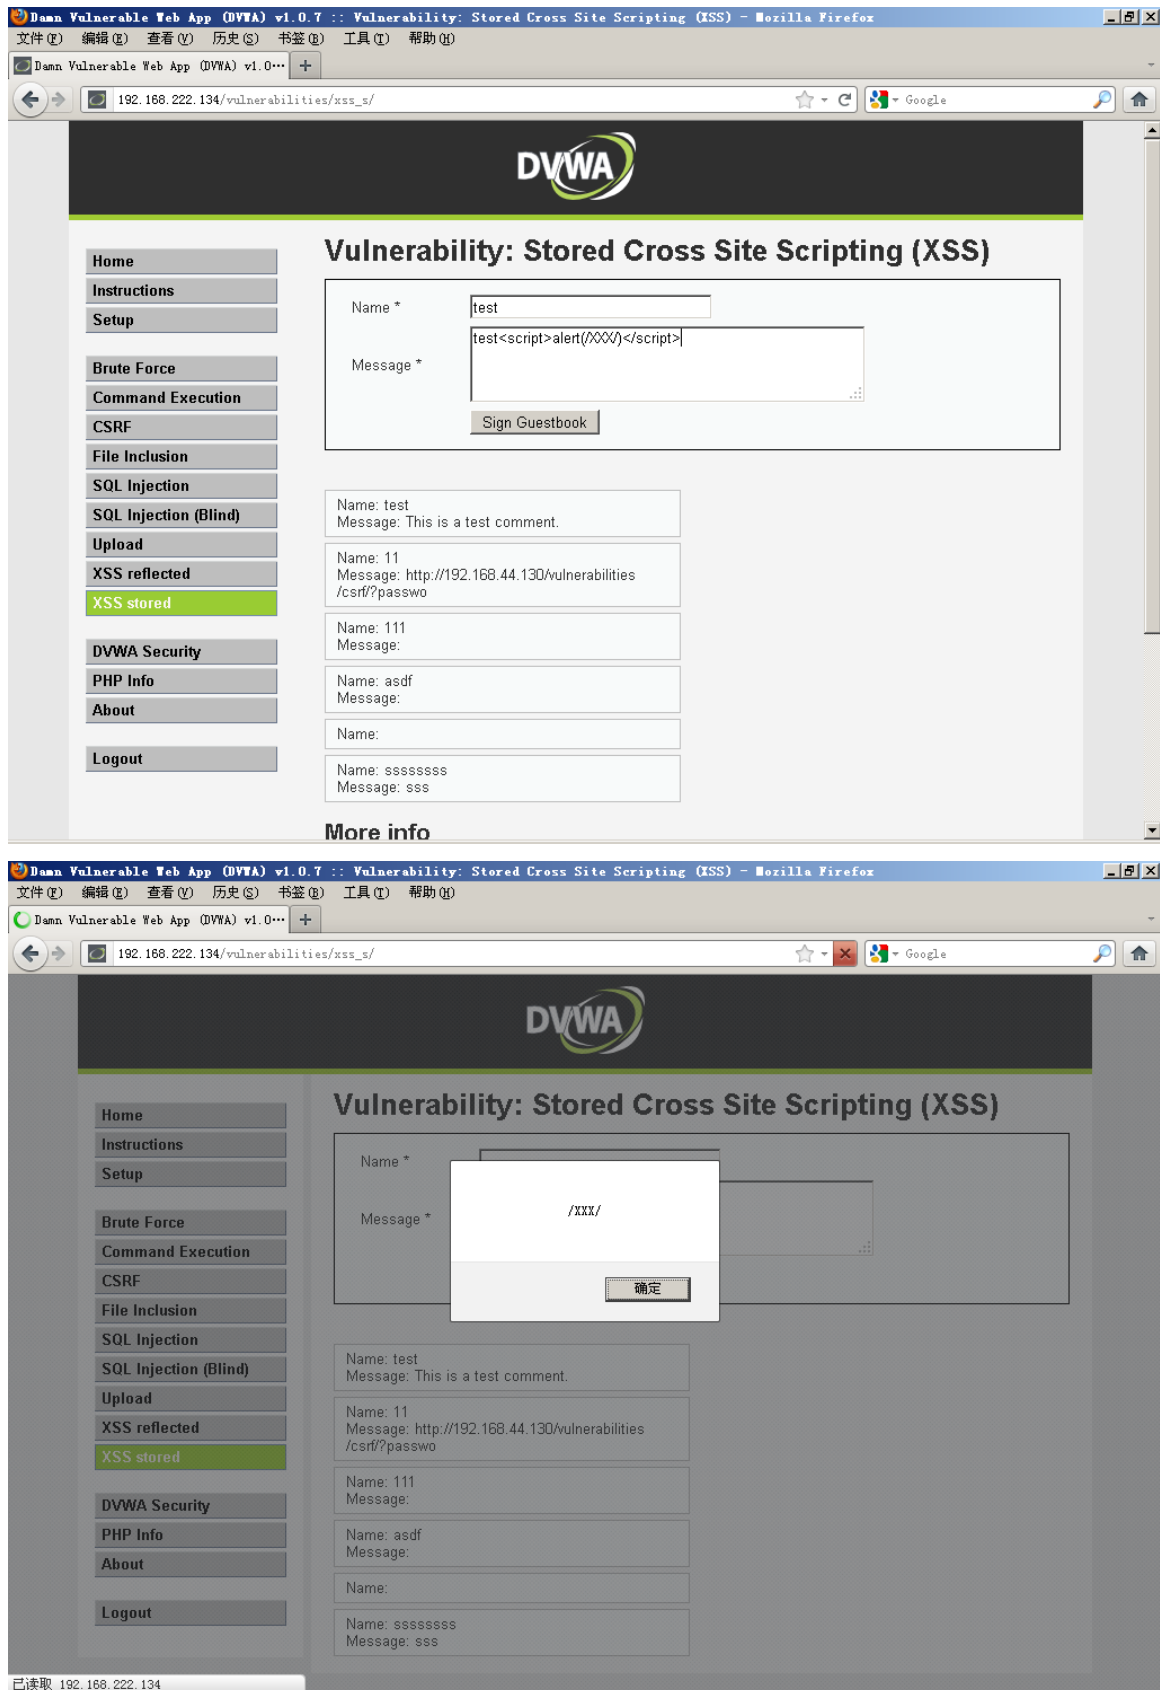 Damn Vulnerable Web App (DVWA) v1.0.7 :: Vulnerability: Stored Cross Site Scripting (XSS) - Mozilla Firefox
文件(F) 编辑(E) 查看(V) 历史(S) 书签(B) 工具(T) 帮助(H)
Damn Vulnerable Web App (DVWA) v1.0... +
192.168.222.134/vulnerabilities/xss_s/ Google
DVWA
Vulnerability: Stored Cross Site Scripting (XSS)
Home
Instructions
Setup
Brute Force
Command Execution
CSRF
File Inclusion
SQL Injection
SQL Injection (Blind)
Upload
XSS reflected
XSS stored
DVWA Security
PHP Info
About
Logout
Name * test
Message * test<script>alert(/XXX/)</script>
Sign Guestbook
Name: test
Message: This is a test comment.
Name: 11
Message: http://192.168.44.130/vulnerabilities
/csrf/?passwo
Name: 111
Message:
Name: asdf
Message:
Name:
Name: ssssssss
Message: sss
More info
Damn Vulnerable Web App (DVWA) v1.0.7 :: Vulnerability: Stored Cross Site Scripting (XSS) - Mozilla Firefox
文件(F) 编辑(E) 查看(V) 历史(S) 书签(B) 工具(T) 帮助(H)
Damn Vulnerable Web App (DVWA) v1.0... +
192.168.222.134/vulnerabilities/xss_s/ Google
DVWA
Vulnerability: Stored Cross Site Scripting (XSS)
Home
Instructions
Setup
Brute Force
Command Execution
CSRF
File Inclusion
SQL Injection
SQL Injection (Blind)
Upload
XSS reflected
XSS stored
DVWA Security
PHP Info
About
Logout
Name *
Message *
/XXX/
确定
Name: test
Message: This is a test comment.
Name: 11
Message: http://192.168.44.130/vulnerabilities
/csrf/?passwo
Name: 111
Message:
Name: asdf
Message:
Name:
Name: ssssssss
Message: sss
已读取 192.168.222.134